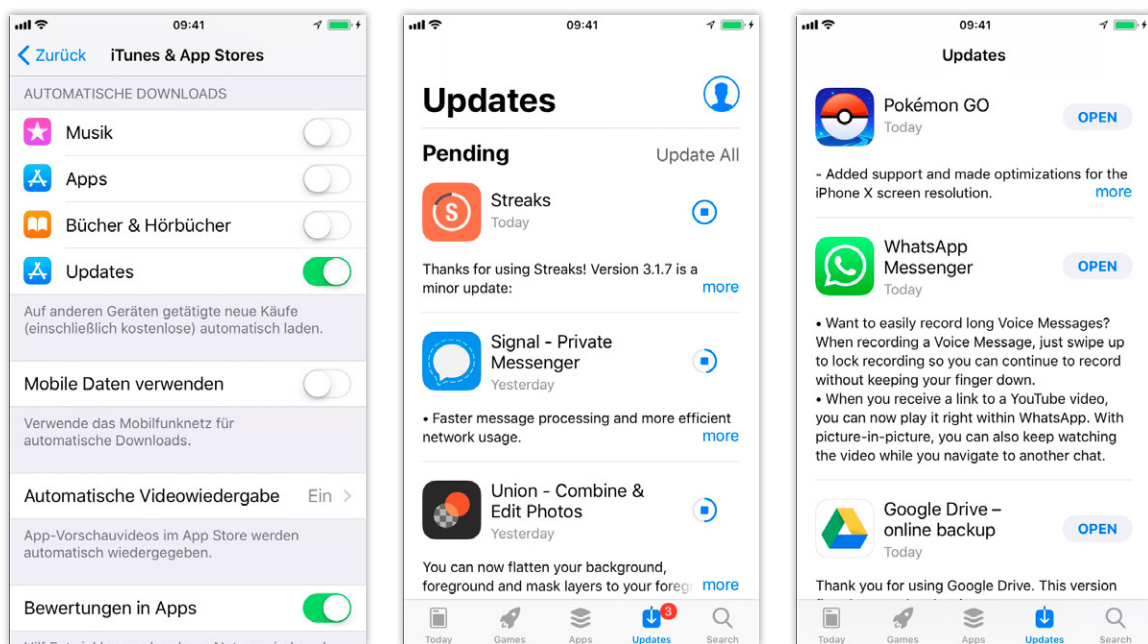 09:41
Zurück
iTunes & App Stores
AUTOMATISCHE DOWNLOADS
Musik
Apps
Bücher & Hörbücher
Updates
Auf anderen Geräten getätigte neue Käufe
(einschließlich kostenlose) automatisch laden.
Mobile Daten verwenden
Verwende das Mobilfunknetz für
automatische Downloads.
Automatische Videowiedergabe Ein
App-Vorschauvideos im App Store werden
automatisch wiedergegeben.
Bewertungen in Apps
09:41
Updates
Pending Update All
S
Streaks
Today
Thanks for using Streaks! Version 3.1.7 is a
minor update: more
Signal - Private
Messenger
Yesterday
• Faster message processing and more efficient
network usage. more
Union - Combine &
Edit Photos
Yesterday
You can now flatten your background,
foreground and mask layers to your more
3
Today Games Apps Updates Search
09:41
Updates
Pokémon GO
Today
OPEN
- Added support and made optimizations for the
iPhone X screen resolution. more
WhatsApp
Messenger
Today
OPEN
• Want to easily record long Voice Messages?
When recording a Voice Message, just swipe up
to lock recording so you can continue to record
without keeping your finger down.
• When you receive a link to a YouTube video,
you can now play it right within WhatsApp. With
picture-in-picture, you can also keep watching
the video while you navigate to another chat.
Google Drive –
online backup
Today
OPEN
Thank you for using Google Drive. This version
Today Games Apps Updates Search